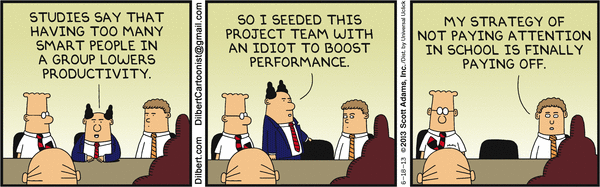 STUDIES SAY THAT
HAVING TOO MANY
SMART PEOPLE IN
A GROUP LOWERS
PRODUCTIVITY.
Dilbert.com DilbertCartoonist@gmail.com
SO I SEEDED THIS
PROJECT TEAM WITH
AN IDIOT TO BOOST
PERFORMANCE.
6-18-13 ©2013 Scott Adams, Inc. /Dist. by Universal Uclick
MY STRATEGY OF
NOT PAYING ATTENTION
IN SCHOOL IS FINALLY
PAYING OFF.